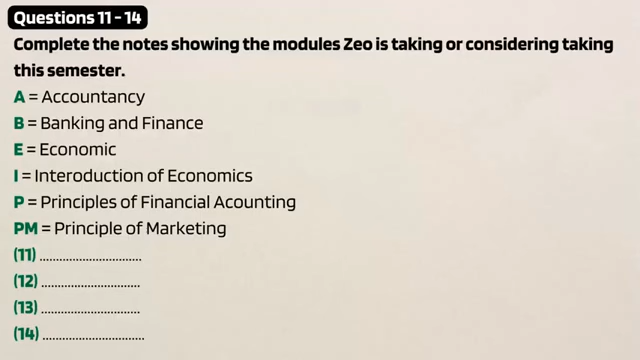 Questions 11 - 14
Complete the notes showing the modules Zeo is taking or considering taking
this semester.
A = Accountancy
B = Banking and Finance
E = Economic
I = Interoduction of Economics
P = Principles of Financial Acounting
PM = Principle of Marketing
(11) ...............................
(12) ..............................
(13) ..............................
(14) ...............................